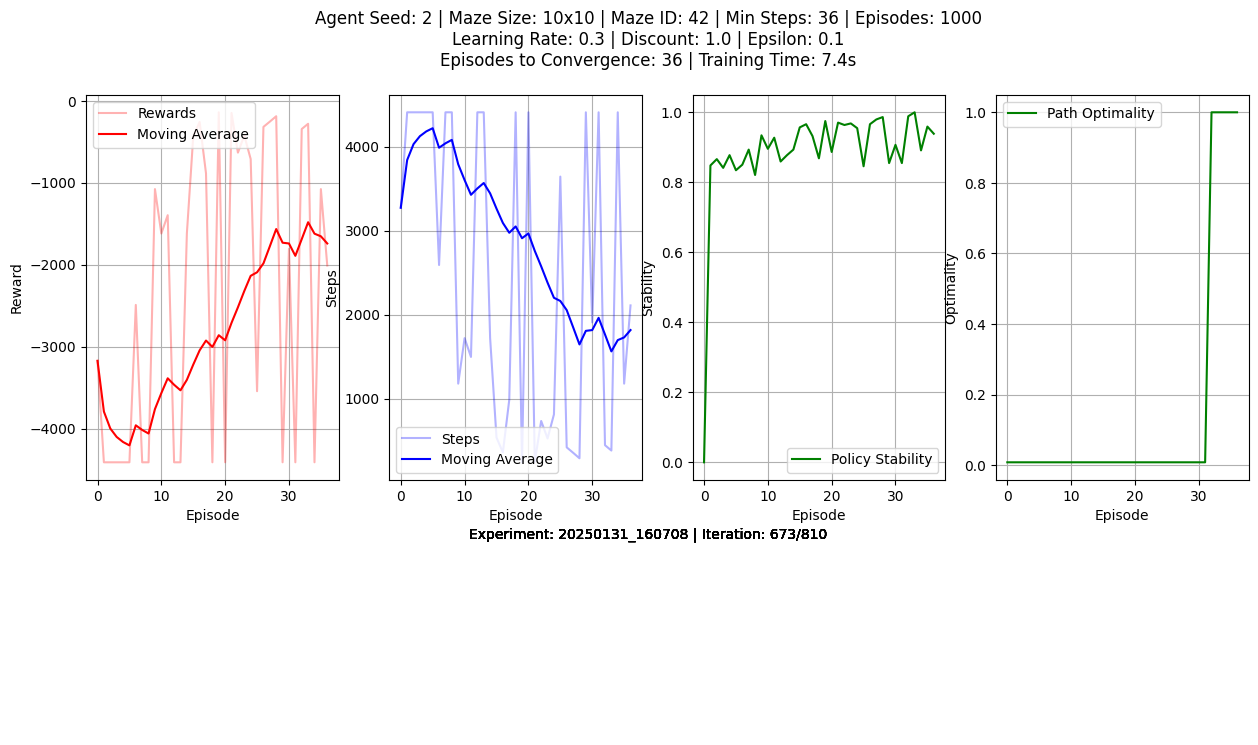 Agent Seed: 2 | Maze Size: 10x10 | Maze ID: 42 | Min Steps: 36 | Episodes: 1000
Learning Rate: 0.3 | Discount: 1.0 | Epsilon: 0.1
Episodes to Convergence: 36 | Training Time: 7.4s
Reward
0
−1000
−2000
−3000
−4000
Rewards
Moving Average
0
10
20
30
Episode
Steps
4000
3000
2000
1000
Steps
Moving Average
0
10
20
30
Episode
Stability
1.0
0.8
0.6
0.4
0.2
0.0
Policy Stability
0
10
20
30
Episode
Optimality
1.0
0.8
0.6
0.4
0.2
0.0
Path Optimality
0
10
20
30
Episode
Experiment: 20250131_160708 | Iteration: 673/810